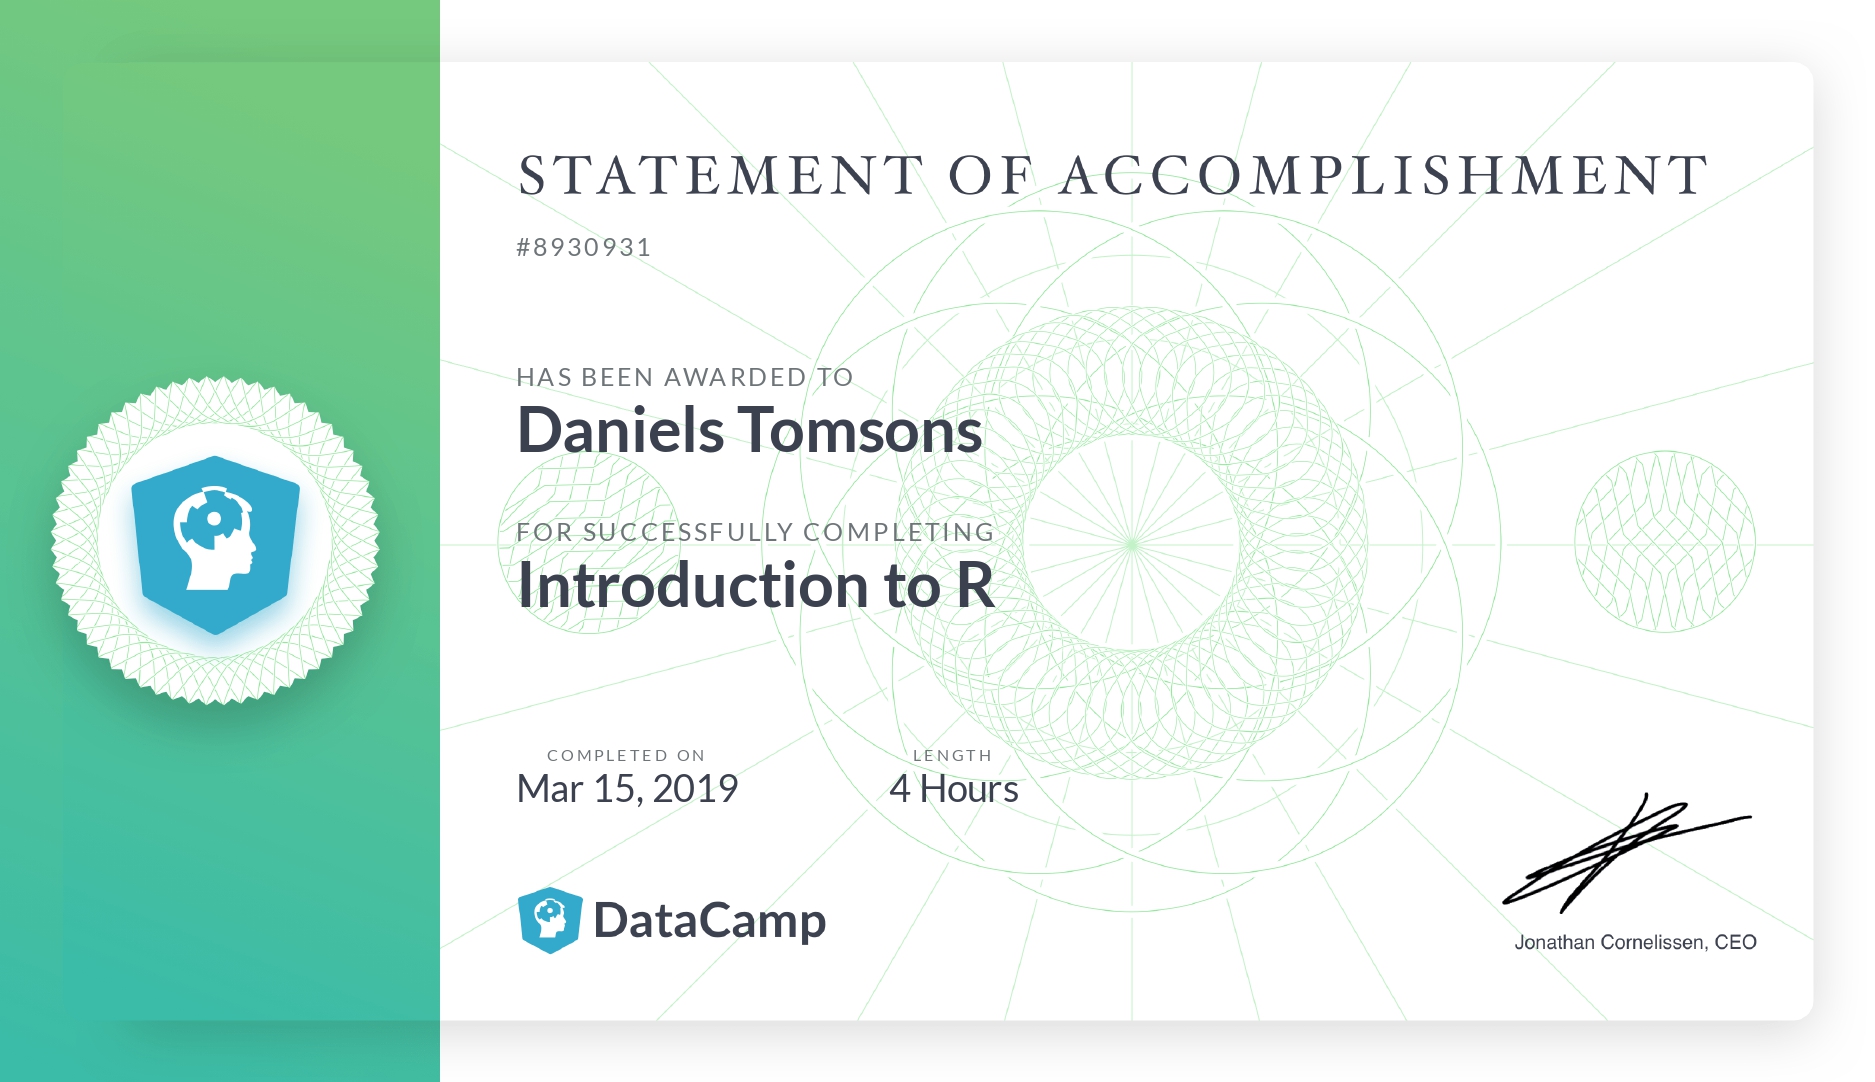 STATEMENT OF ACCOMPLISHMENT
#8930931
HAS BEEN AWARDED TO
Daniels Tomsons
FOR SUCCESSFULLY COMPLETING
Introduction to R
COMPLETED ON
Mar 15, 2019
LENGTH
4 Hours
DataCamp
Jonathan Cornelissen, CEO